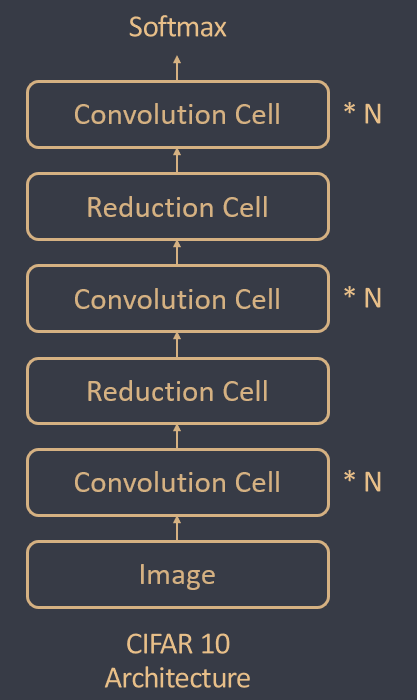 Softmax
Convolution Cell * N
Reduction Cell
Convolution Cell * N
Reduction Cell
Convolution Cell * N
Image
CIFAR 10
Architecture